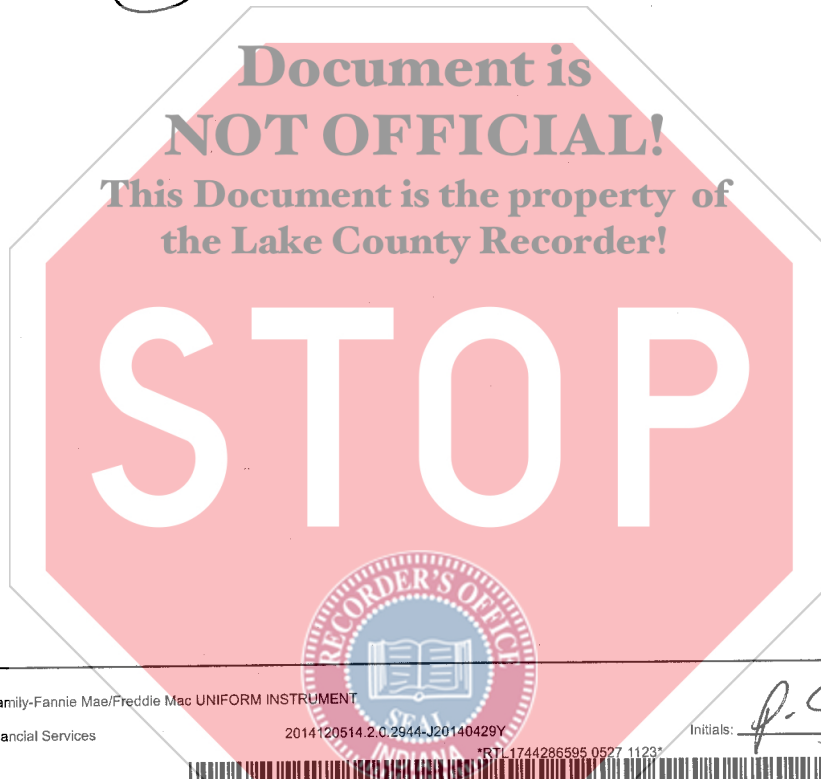 Document is
NOT OFFICIAL!
This Document is the property of
the Lake County Recorder!
STOP
RECORDER'S OFFICE
amily-Fannie Mae/Freddie Mac UNIFORM INSTRUMENT
ancial Services
2014120514.2.0.2944-J20140429Y
Initials:
SEAL
INDIANA
*RTL1744286595 0527 1123*